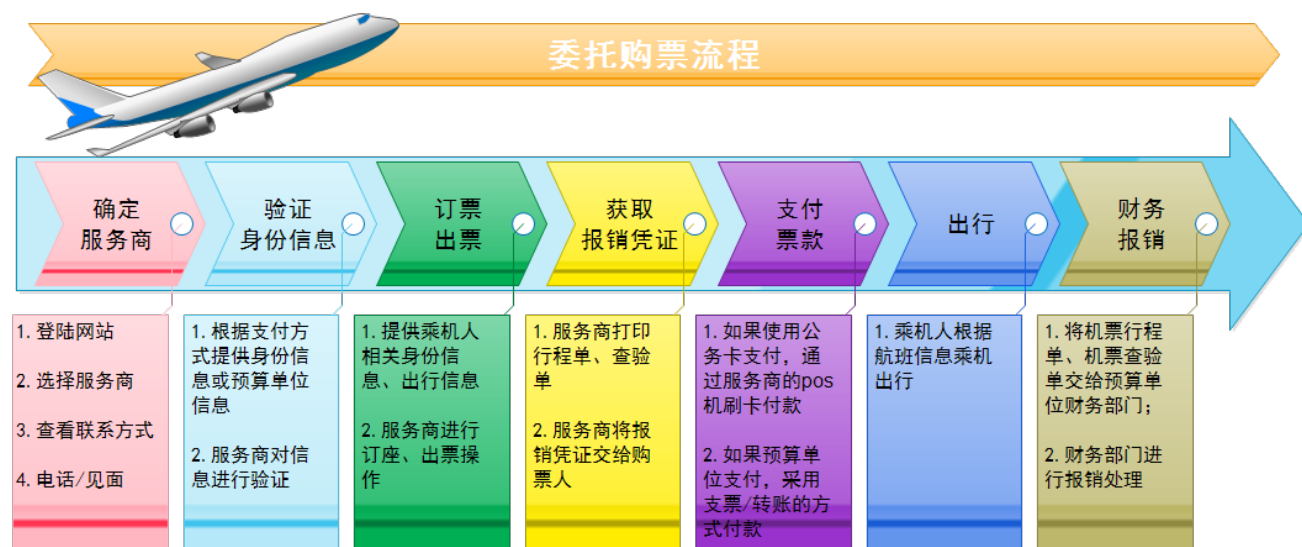 委托购票流程
确定
服务商
验证
身份信息
订票
出票
获取
报销凭证
支付
票款
出行
财务
报销
1. 登陆网站
2. 选择服务商
3. 查看联系方式
4. 电话/见面
1. 根据支付方
式提供身份信
息或预算单位
信息
2. 服务商对信
息进行验证
1. 提供乘机人
相关身份信
息、出行信息
2. 服务商进行
订座、出票操
作
1. 服务商打印
行程单、查验
单
2. 服务商将报
销凭证交给购
票人
1. 如果使用公
务卡支付，通
过服务商的pos
机刷卡付款
2. 如果预算单
位支付，采用
支票/转账的方
式付款
1. 乘机人根据
航班信息乘机
出行
1. 将机票行程
单、机票查验
单交给预算单
位财务部门；
2. 财务部门进
行报销处理